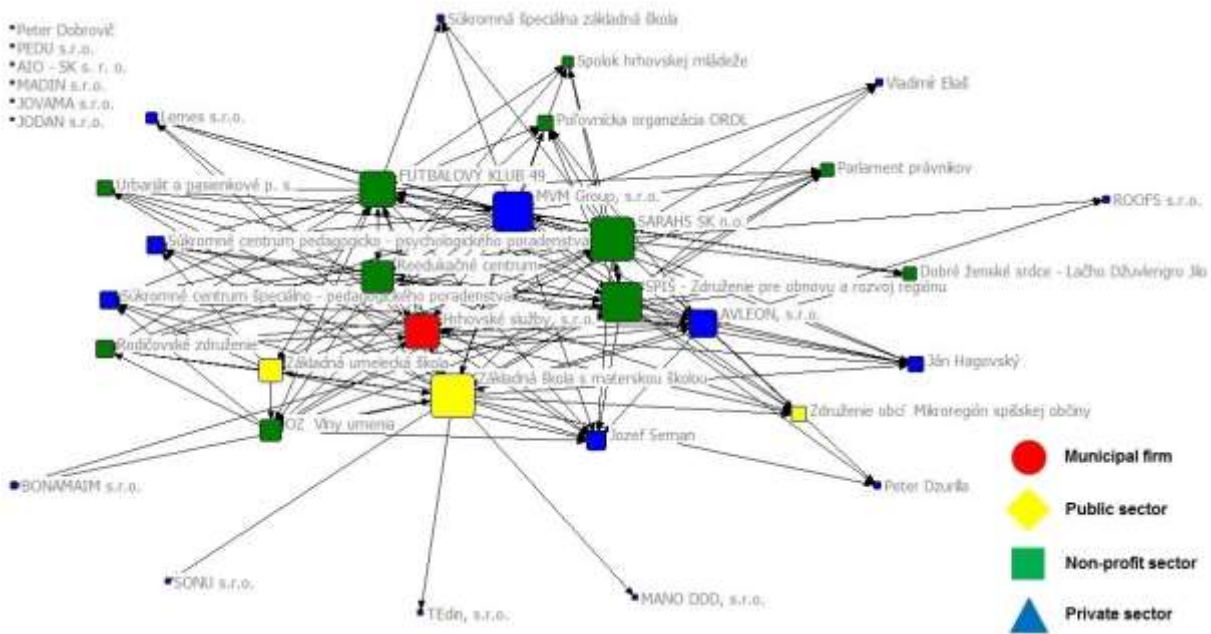 Peter Dobrovič
PEDU s.r.o.
AIO - SK s. r. o.
MADIN s.r.o.
JOVAMA s.r.o.
JODAN s.r.o.
Súkromná špeciálna základná škola
Spolok hrhovskej mládeže
Vladimír Eliaš
Lemes s.r.o.
Poľovnícka organizácia OROL
Parlament právnikov
FUTBALOVÝ KLUB 49
Urbariát a pasienkové p. s.
MVM Group, s.r.o.
ROOFS s.r.o.
SARAHS SK n.o.
Súkromné centrum pedagogicko - psychologického poradenstva
Reedukačné centrum
Dobré ženské srdce - Lačho Džuvlengro Jilo
SPIŠ - Združenie pre obnovu a rozvoj regiónu
Súkromné centrum špeciálno - pedagogického poradenstva
Hrhovské služby, s.r.o.
AVLEON, s.r.o.
Rodičovské združenie
Základná umelecká škola
Základná škola s materskou školou
Ján Hagovský
Združenie obcí Mikroregión spišskej občiny
OZ Vlny umenia
Jozef Seman
Municipal firm
BONAMAIM s.r.o.
Peter Dzurilla
Public sector
Non-profit sector
SONU s.r.o.
TEdin, s.r.o.
MANO DDD, s.r.o.
Private sector